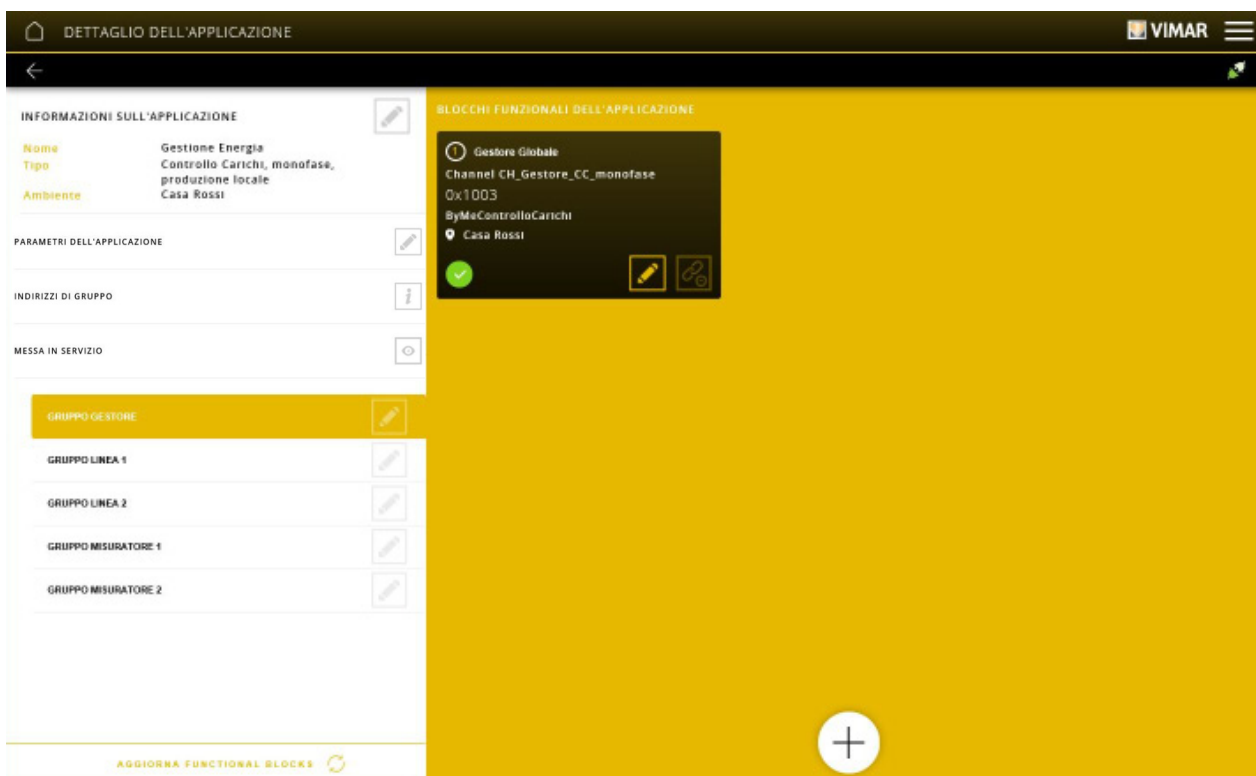 DETTAGLIO DELL'APPLICAZIONE
VIMAR
INFORMAZIONI SULL'APPLICAZIONE
Nome Gestione Energia
Tipo Controllo Carichi, monofase,
produzione locale
Ambiente Casa Rossi
PARAMETRI DELL'APPLICAZIONE
INDIRIZZI DI GRUPPO
MESSA IN SERVIZIO
GRUPPO GESTORE
GRUPPO LINEA 1
GRUPPO LINEA 2
GRUPPO MISURATORE 1
GRUPPO MISURATORE 2
AGGIORNA FUNCTIONAL BLOCKS
BLOCCHI FUNZIONALI DELL'APPLICAZIONE
1 Gestore Globale
Channel CH_Gestore_CC_monofase
0x1003
ByMeControlloCarichi
Casa Rossi